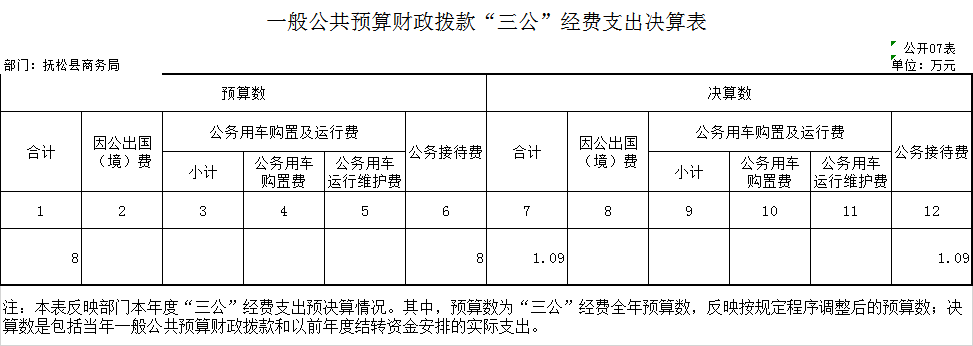 一般公共预算财政拨款“三公”经费支出决算表
公开07表
部门：抚松县商务局
单位：万元
预算数
决算数
合计
因公出国
（境）费
公务用车购置及运行费
公务接待费
合计
因公出国
（境）费
公务用车购置及运行费
公务接待费
小计
公务用车
购置费
公务用车
运行维护费
小计
公务用车
购置费
公务用车
运行维护费
1 2 3 4 5 6 7 8 9 10 11 12
8 8 1.09 1.09
注：本表反映部门本年度“三公”经费支出预决算情况。其中，预算数为“三公”经费全年预算数，反映按规定程序调整后的预算数；决
算数是包括当年一般公共预算财政拨款和以前年度结转资金安排的实际支出。